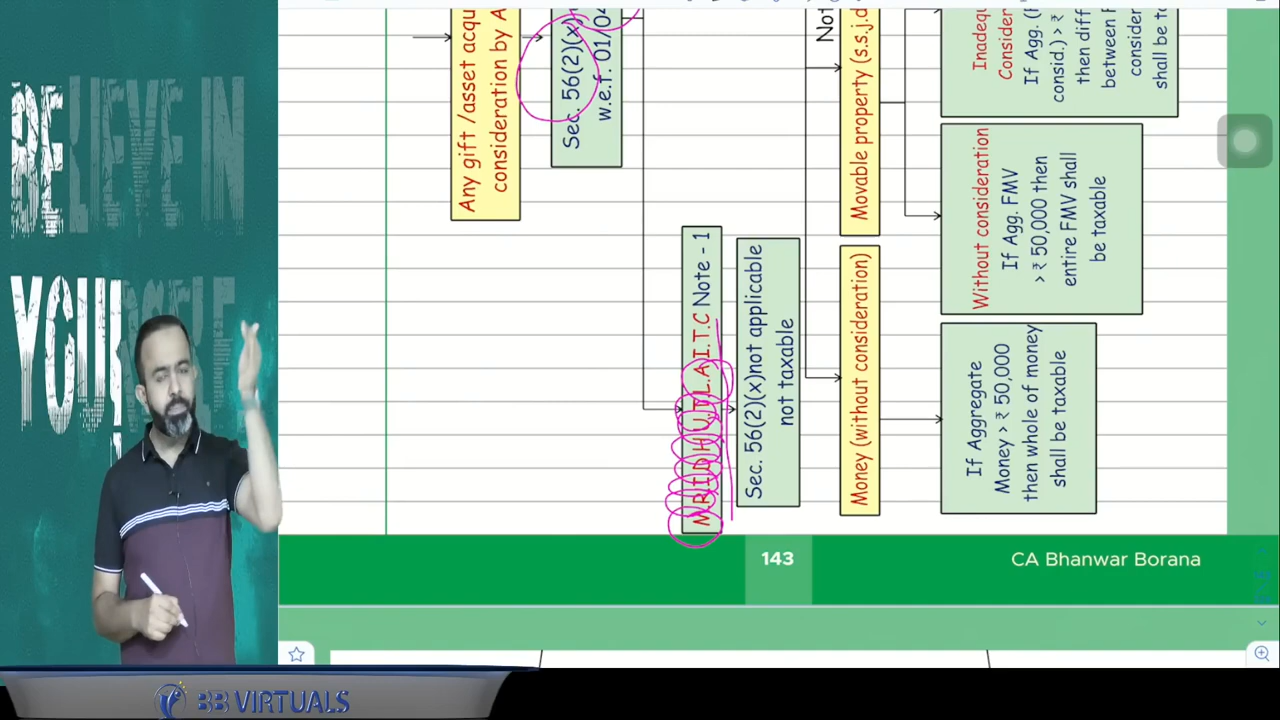 BELIEVE IN
YOURSELF
Any gift /asset acqu
consideration by A
Sec. 56(2)(x)
w.e.f. 01/04
M.R.I.D.H.U.F.L.A.I.T.C Note - 1
Sec. 56(2)(x)not applicable
not taxable
Not
Money (without consideration)
Movable property (s.s.j.d
If Aggregate
Money > ₹ 50,000
then whole of money
shall be taxable
Without consideration
If Agg. FMV
> ₹ 50,000 then
entire FMV shall
be taxable
Inadeq
Consider
If Agg. (F
consid.) > ₹
then diff
between F
consider
shall be ta
143
CA Bhanwar Borana
BB VIRTUALS